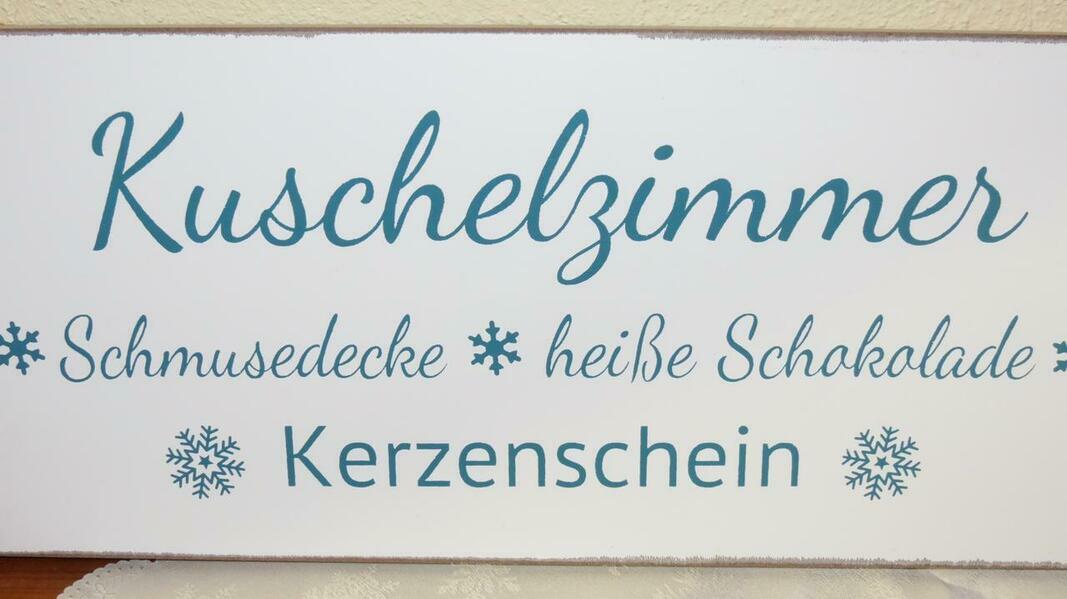 Kuschelzimmer
Schmusedecke heiße Schokolade
Kerzenschein